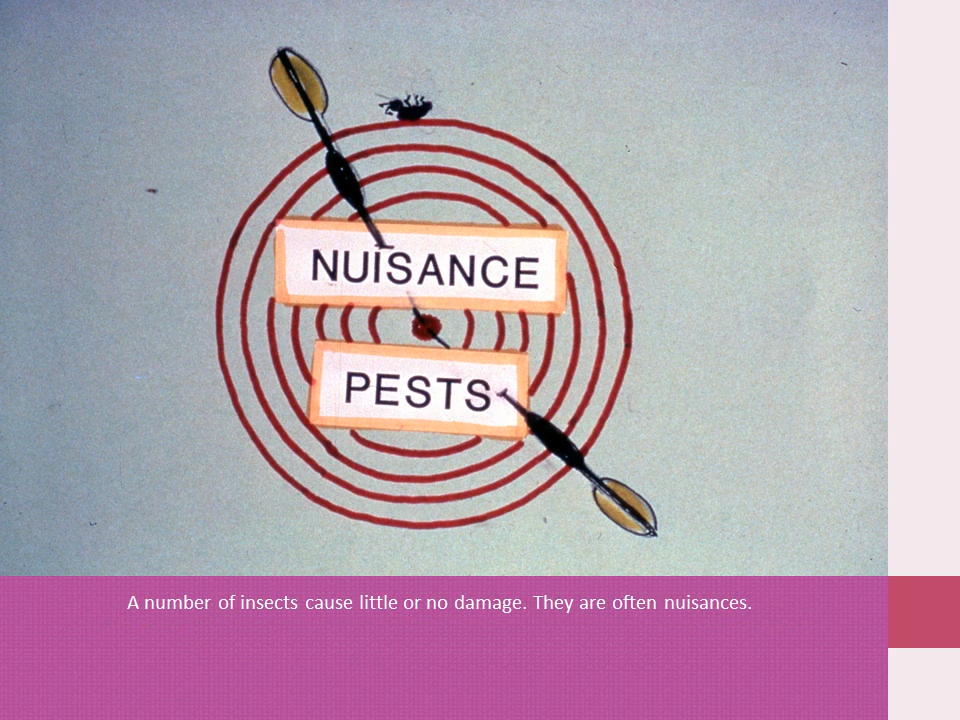 NUISANCE
PESTS
A number of insects cause little or no damage. They are often nuisances.